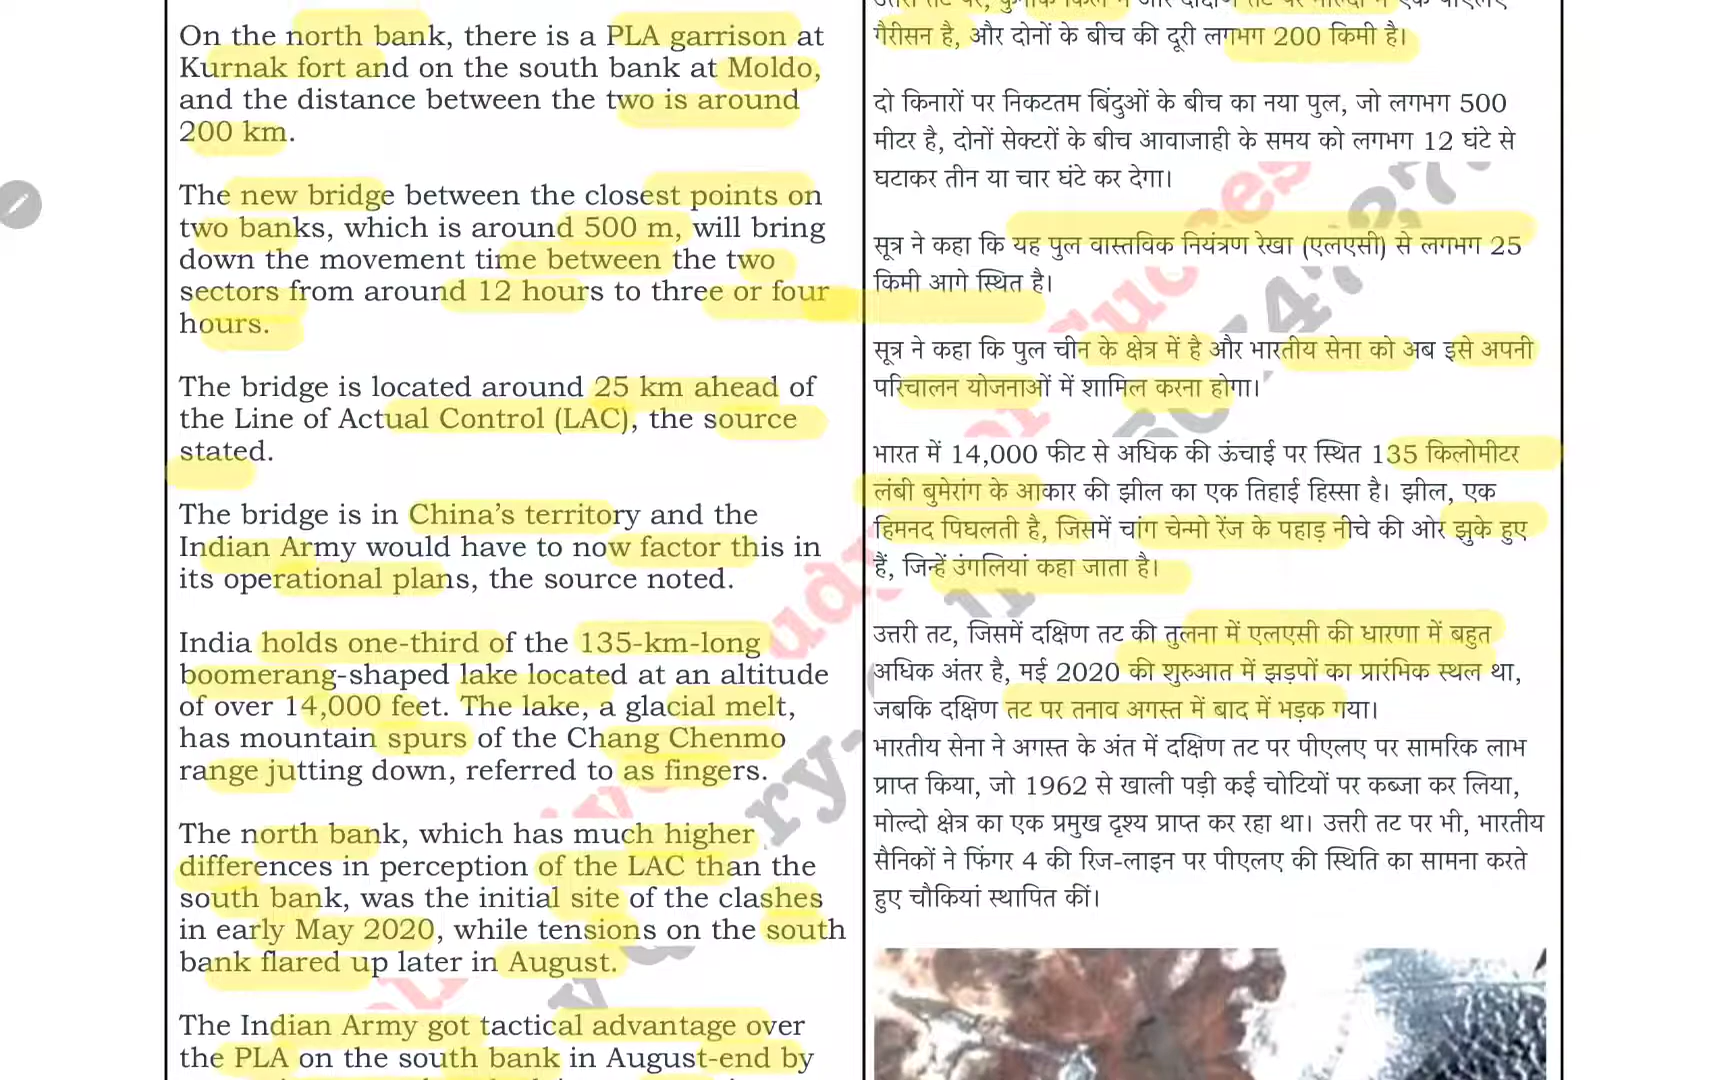 On the north bank, there is a PLA garrison at
Kurnak fort and on the south bank at Moldo,
and the distance between the two is around
200 km.
The new bridge between the closest points on
two banks, which is around 500 m, will bring
down the movement time between the two
sectors from around 12 hours to three or four
hours.
The bridge is located around 25 km ahead of
the Line of Actual Control (LAC), the source
stated.
The bridge is in China's territory and the
Indian Army would have to now factor this in
its operational plans, the source noted.
India holds one-third of the 135-km-long
boomerang-shaped lake located at an altitude
of over 14,000 feet. The lake, a glacial melt,
has mountain spurs of the Chang Chenmo
range jutting down, referred to as fingers.
The north bank, which has much higher
differences in perception of the LAC than the
south bank, was the initial site of the clashes
in early May 2020, while tensions on the south
bank flared up later in August.
The Indian Army got tactical advantage over
the PLA on the south bank in August-end by
गैरीसन है, और दोनों के बीच की दूरी लगभग 200 किमी है।
दो किनारों पर निकटतम बिंदुओं के बीच का नया पुल, जो लगभग 500
मीटर है, दोनों सेक्टरों के बीच आवाजाही के समय को लगभग 12 घंटे से
घटाकर तीन या चार घंटे कर देगा।
सूत्र ने कहा कि यह पुल वास्तविक नियंत्रण रेखा (एलएसी) से लगभग 25
किमी आगे स्थित है।
सूत्र ने कहा कि पुल चीन के क्षेत्र में है और भारतीय सेना को अब इसे अपनी
परिचालन योजनाओं में शामिल करना होगा।
भारत में 14,000 फीट से अधिक की ऊंचाई पर स्थित 135 किलोमीटर
लंबी बुमेरांग के आकार की झील का एक तिहाई हिस्सा है। झील, एक
हिमनद पिघलती है, जिसमें चांग चेन्मो रेंज के पहाड़ नीचे की ओर झुके हुए
हैं, जिन्हें उंगलियां कहा जाता है।
उत्तरी तट, जिसमें दक्षिण तट की तुलना में एलएसी की धारणा में बहुत
अधिक अंतर है, मई 2020 की शुरुआत में झड़पों का प्रारंभिक स्थल था,
जबकि दक्षिण तट पर तनाव अगस्त में बाद में भड़क गया।
भारतीय सेना ने अगस्त के अंत में दक्षिण तट पर पीएलए पर सामरिक लाभ
प्राप्त किया, जो 1962 से खाली पड़ी कई चोटियों पर कब्जा कर लिया,
मोल्दो क्षेत्र का एक प्रमुख दृश्य प्राप्त कर रहा था। उत्तरी तट पर भी, भारतीय
सैनिकों ने फिंगर 4 की रिज-लाइन पर पीएलए की स्थिति का सामना करते
हुए चौकियां स्थापित कीं।